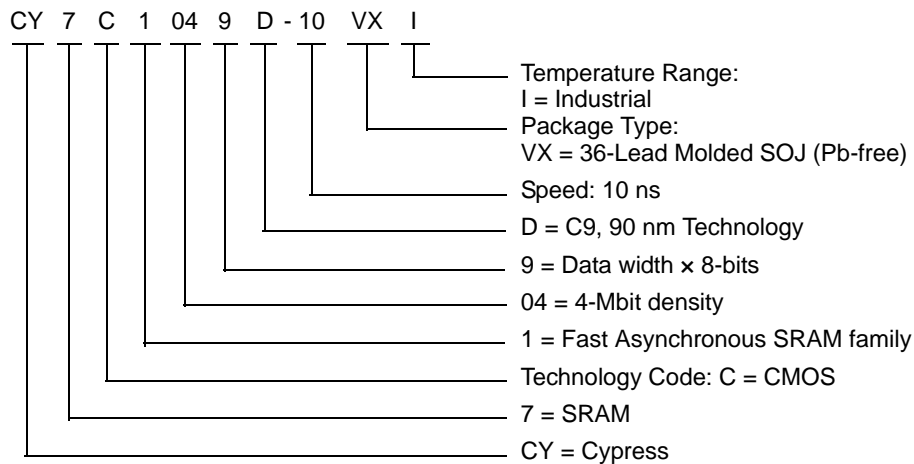 CY 7 C 1 04 9 D - 10 VX I
Temperature Range:
I = Industrial
Package Type:
VX = 36-Lead Molded SOJ (Pb-free)
Speed: 10 ns
D = C9, 90 nm Technology
9 = Data width × 8-bits
04 = 4-Mbit density
1 = Fast Asynchronous SRAM family
Technology Code: C = CMOS
7 = SRAM
CY = Cypress